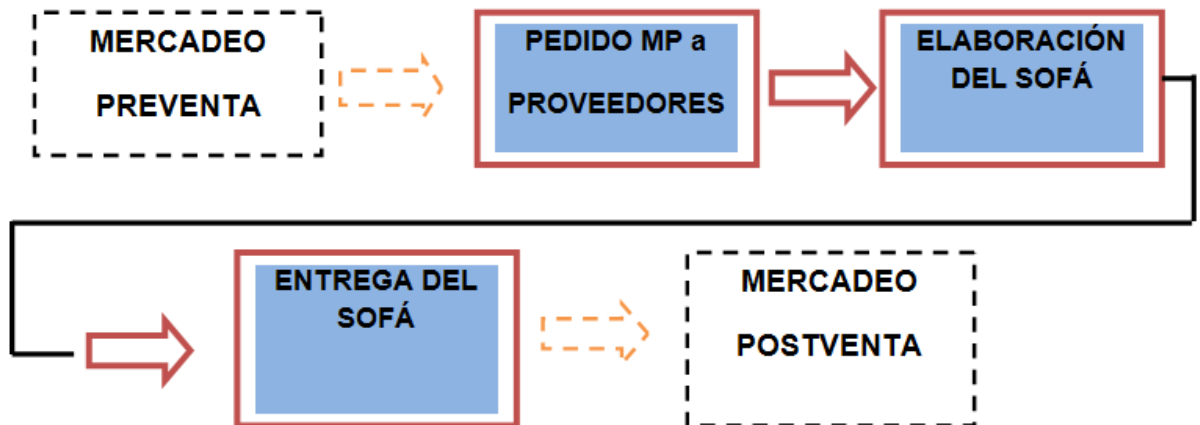 MERCADEO
PREVENTA
PEDIDO MP a
PROVEEDORES
ELABORACIÓN
DEL SOFÁ
ENTREGA DEL
SOFÁ
MERCADEO
POSTVENTA